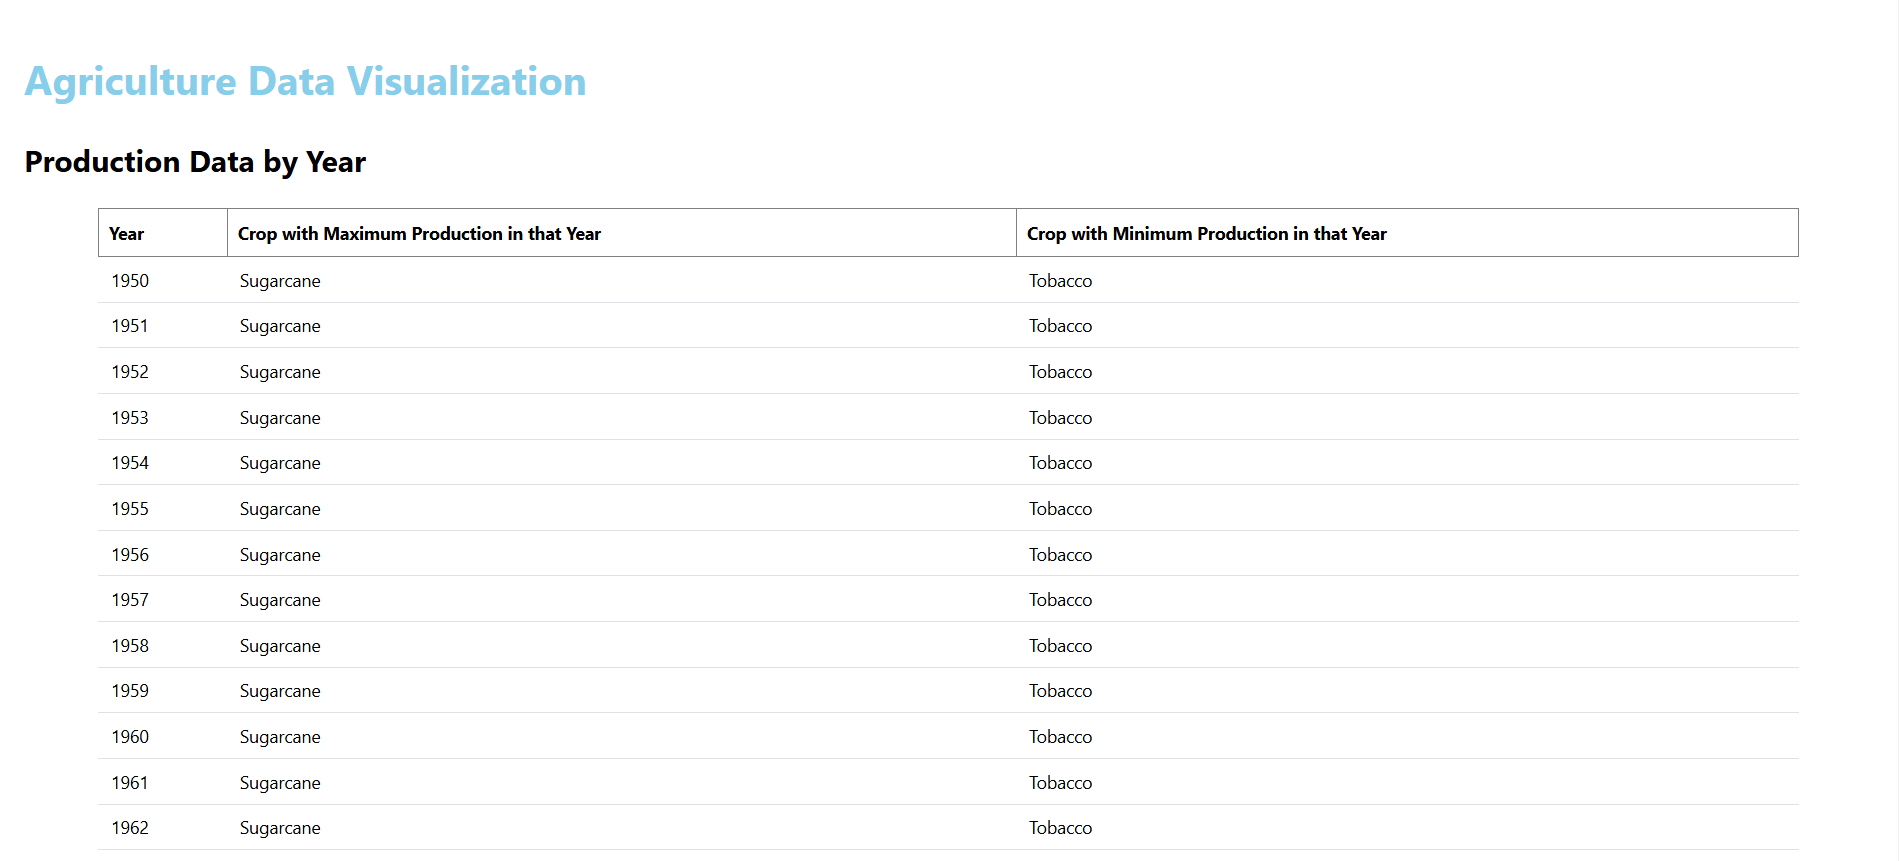 Agriculture Data Visualization
Production Data by Year
Year Crop with Maximum Production in that Year Crop with Minimum Production in that Year
1950 Sugarcane Tobacco
1951 Sugarcane Tobacco
1952 Sugarcane Tobacco
1953 Sugarcane Tobacco
1954 Sugarcane Tobacco
1955 Sugarcane Tobacco
1956 Sugarcane Tobacco
1957 Sugarcane Tobacco
1958 Sugarcane Tobacco
1959 Sugarcane Tobacco
1960 Sugarcane Tobacco
1961 Sugarcane Tobacco
1962 Sugarcane Tobacco